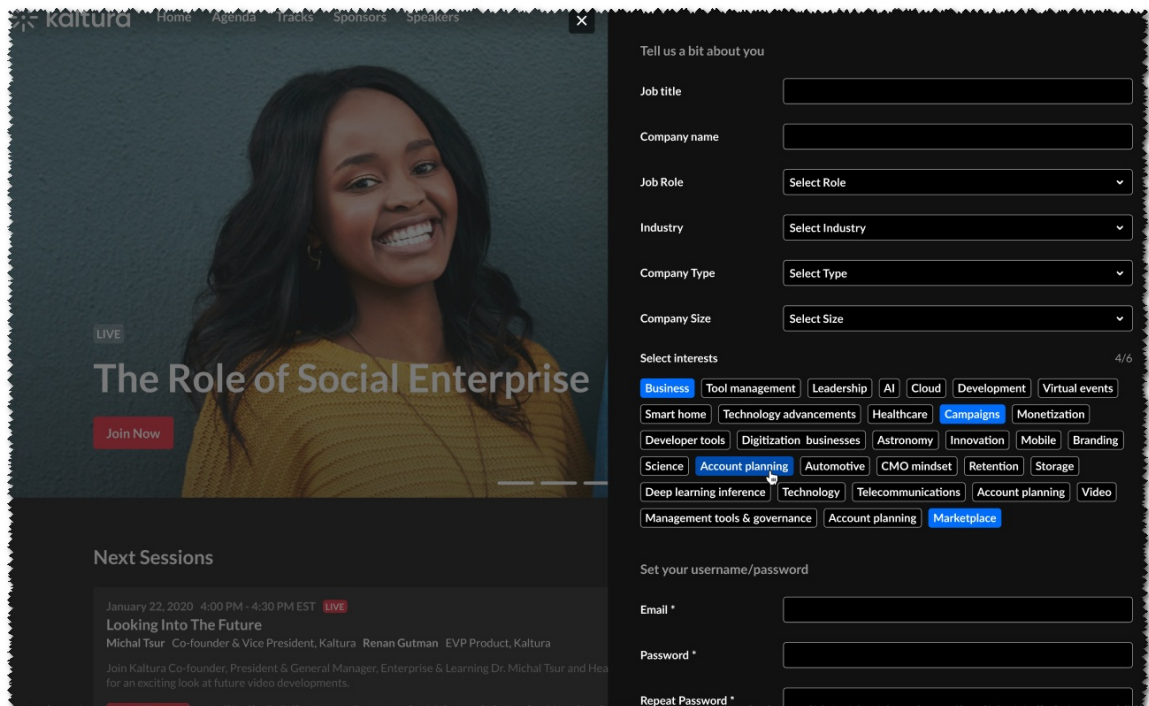 kaltura Home Agenda Tracks Sponsors Speakers
LIVE
The Role of Social Enterprise
Join Now
Next Sessions
January 22, 2020 4:00 PM - 4:30 PM EST LIVE
Looking Into The Future
Michal Tsur Co-founder & Vice President, Kaltura Renan Gutman EVP Product, Kaltura
Join Kaltura Co-founder, President & General Manager, Enterprise & Learning Dr. Michal Tsur and Hea
for an exciting look at future video developments.
Tell us a bit about you
Job title
Company name
Job Role Select Role
Industry Select Industry
Company Type Select Type
Company Size Select Size
Select interests 4/6
Business Tool management Leadership AI Cloud Development Virtual events
Smart home Technology advancements Healthcare Campaigns Monetization
Developer tools Digitization businesses Astronomy Innovation Mobile Branding
Science Account planning Automotive CMO mindset Retention Storage
Deep learning inference Technology Telecommunications Account planning Video
Management tools & governance Account planning Marketplace
Set your username/password
Email *
Password *
Repeat Password *